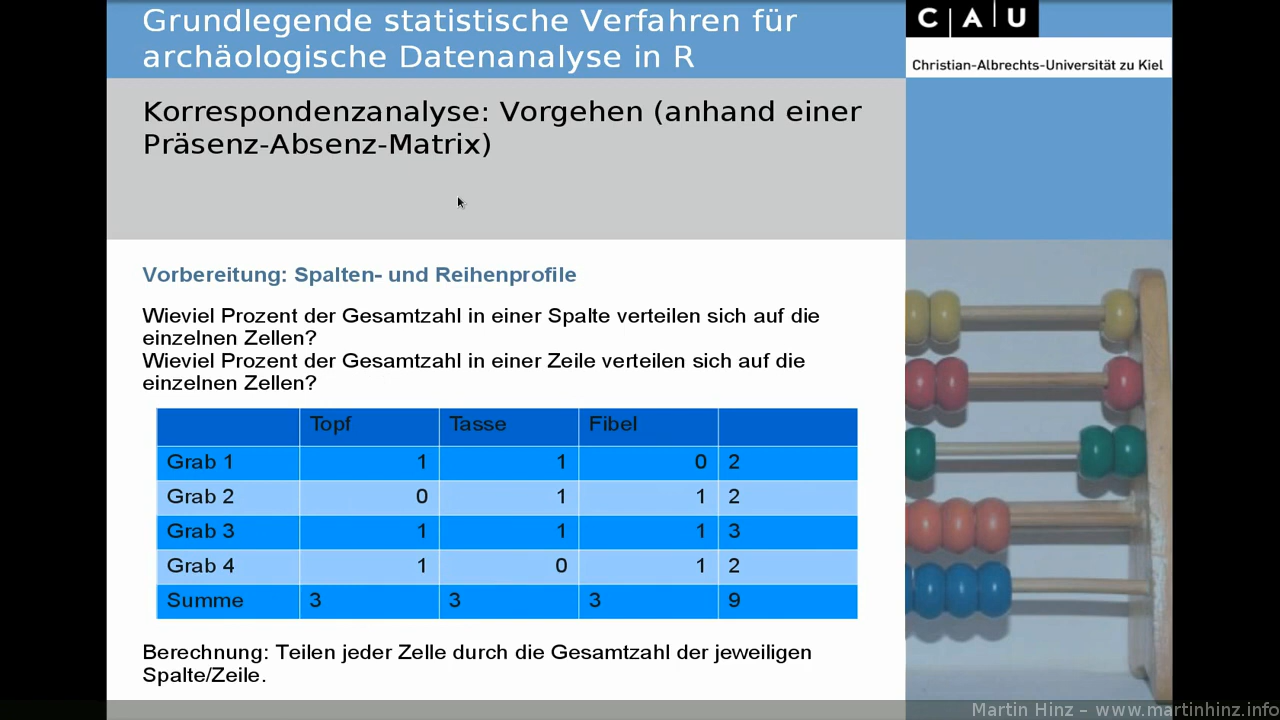 Grundlegende statistische Verfahren für
archäologische Datenanalyse in R
C A U
Christian-Albrechts-Universität zu Kiel
Korrespondenzanalyse: Vorgehen (anhand einer
Präsenz-Absenz-Matrix)
Vorbereitung: Spalten- und Reihenprofile
Wieviel Prozent der Gesamtzahl in einer Spalte verteilen sich auf die
einzelnen Zellen?
Wieviel Prozent der Gesamtzahl in einer Zeile verteilen sich auf die
einzelnen Zellen?
Topf Tasse Fibel
Grab 1 1 1 0 2
Grab 2 0 1 1 2
Grab 3 1 1 1 3
Grab 4 1 0 1 2
Summe 3 3 3 9
Berechnung: Teilen jeder Zelle durch die Gesamtzahl der jeweiligen
Spalte/Zeile.
Martin Hinz – www.martinhinz.info